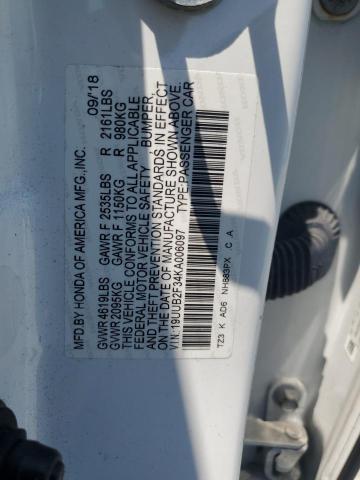 MFD BY HONDA OF AMERICA MFG.,INC. 09/18
GVWR 4619LBS GAWR F 2535LBS R 2161LBS
GVWR 2095KG GAWR F 1150KG R 980KG
THIS VEHICLE CONFORMS TO ALL APPLICABLE
FEDERAL MOTOR VEHICLE SAFETY , BUMPER,
AND THEFT PREVENTION STANDARDS IN EFFECT
ON THE DATE OF MANUFACTURE SHOWN ABOVE.
VIN:19UUB2F34KA006097 TYPE:PASSENGER CAR
TZ3 K AD6 NH883PX C A